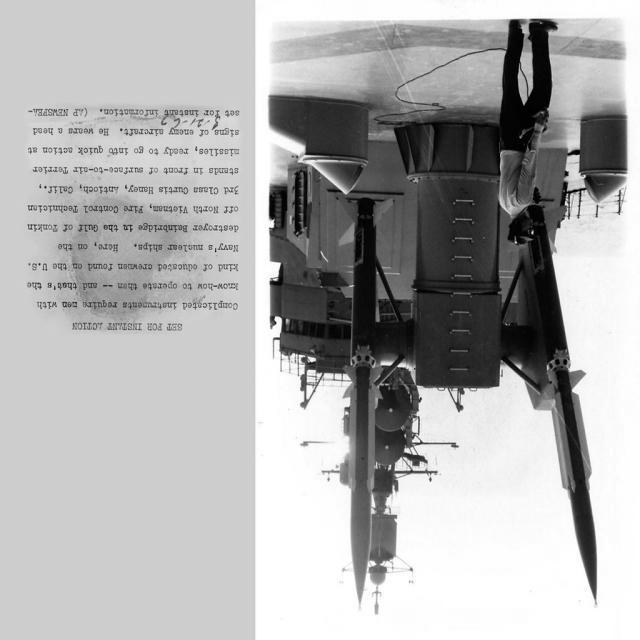 SET FOR INSTANT ACTION
Complicated instruments require men with
know-how to operate then -- and that's the
kind of educated crewmen found on the U.S.
Navy's nuclear ships. Here, on the
destroyer Bainbridge in the Gulf of Tonkin
off North Vietnam, Fire Control Technician
3rd Class Curtis Haney, Antioch, Calif.,
stands in front of surface-to-air Terrier
missiles, ready to go into quick action at
signs of enemy aircraft. He wears a head
set for instant information. (AP NEWSFEA-